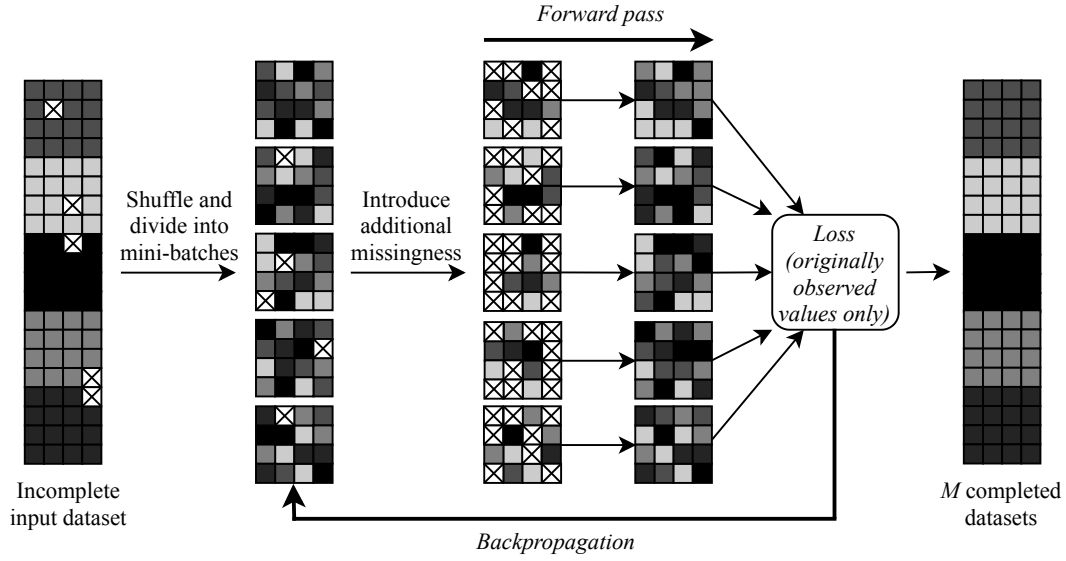 Forward pass
Shuffle and
divide into
mini-batches
Introduce
additional
missingness
Loss
(originally
observed
values only)
Incomplete
input dataset
M completed
datasets
Backpropagation